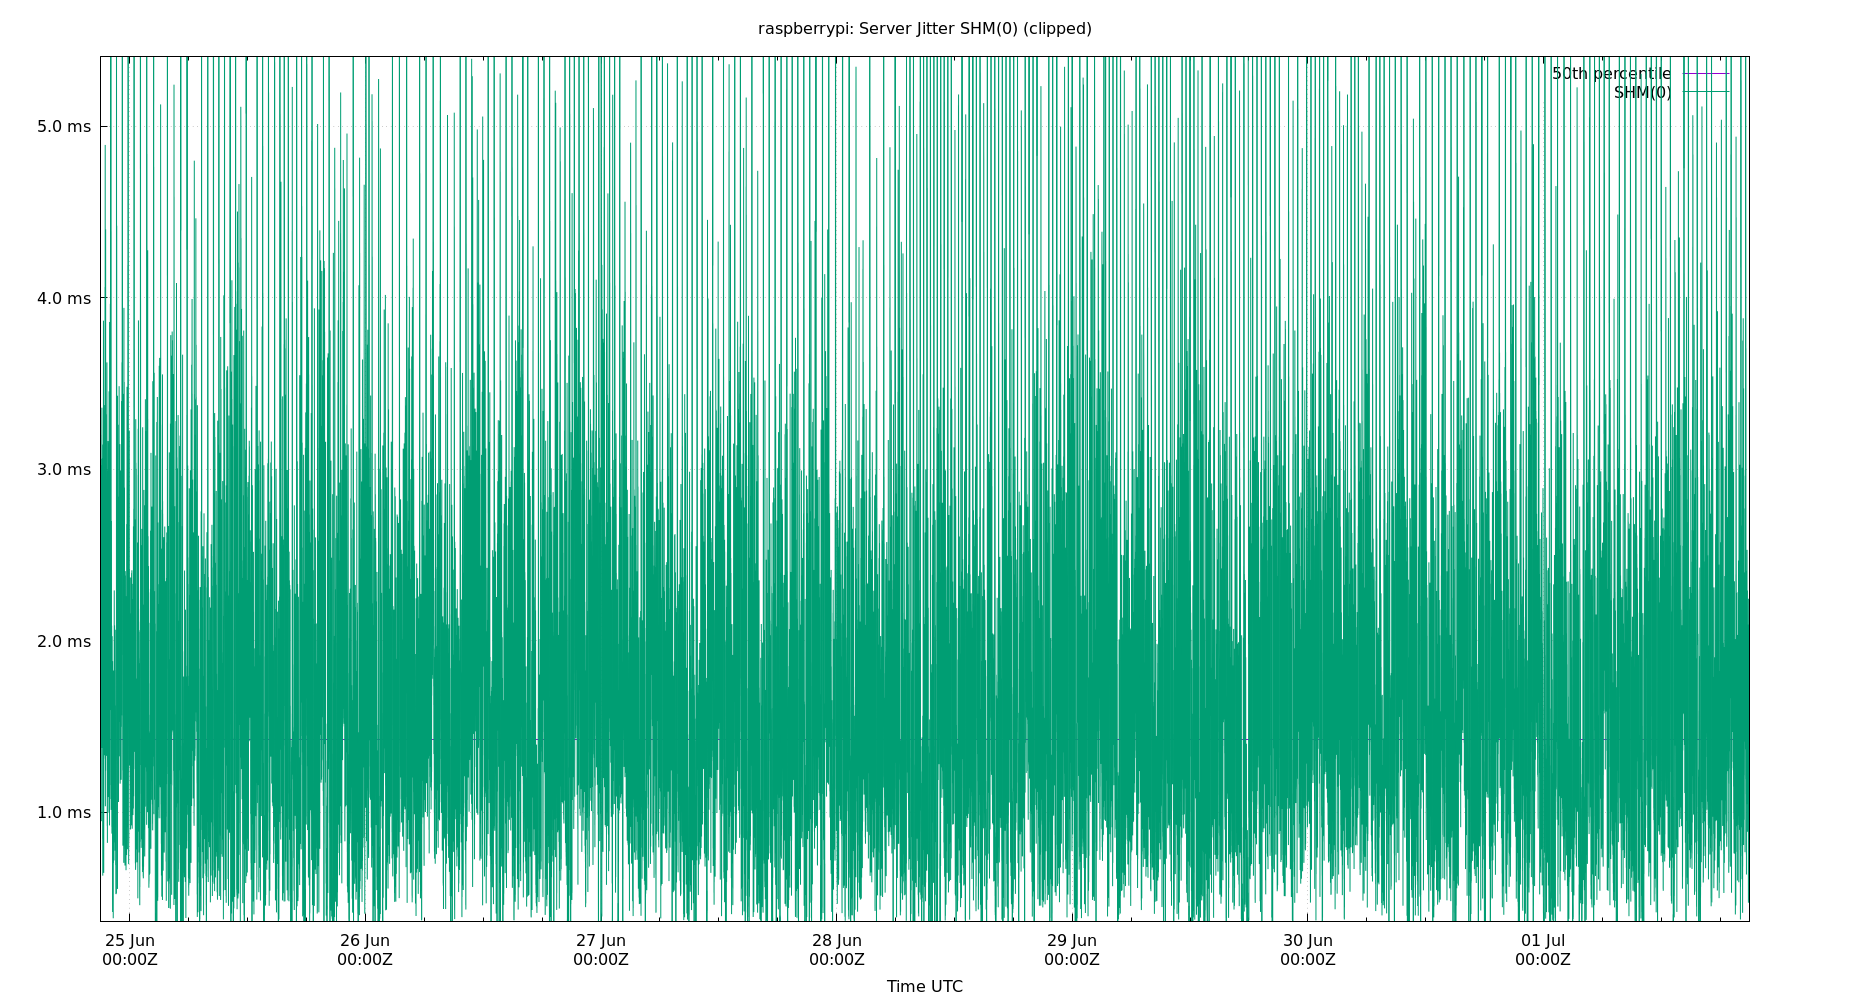 raspberrypi: Server Jitter SHM(0) (clipped)
50th percentile
SHM(0)
5.0 ms
4.0 ms
3.0 ms
2.0 ms
1.0 ms
25 Jun 26 Jun 27 Jun 28 Jun 29 Jun 30 Jun 01 Jul
00:00Z 00:00Z 00:00Z 00:00Z 00:00Z 00:00Z 00:00Z
Time UTC